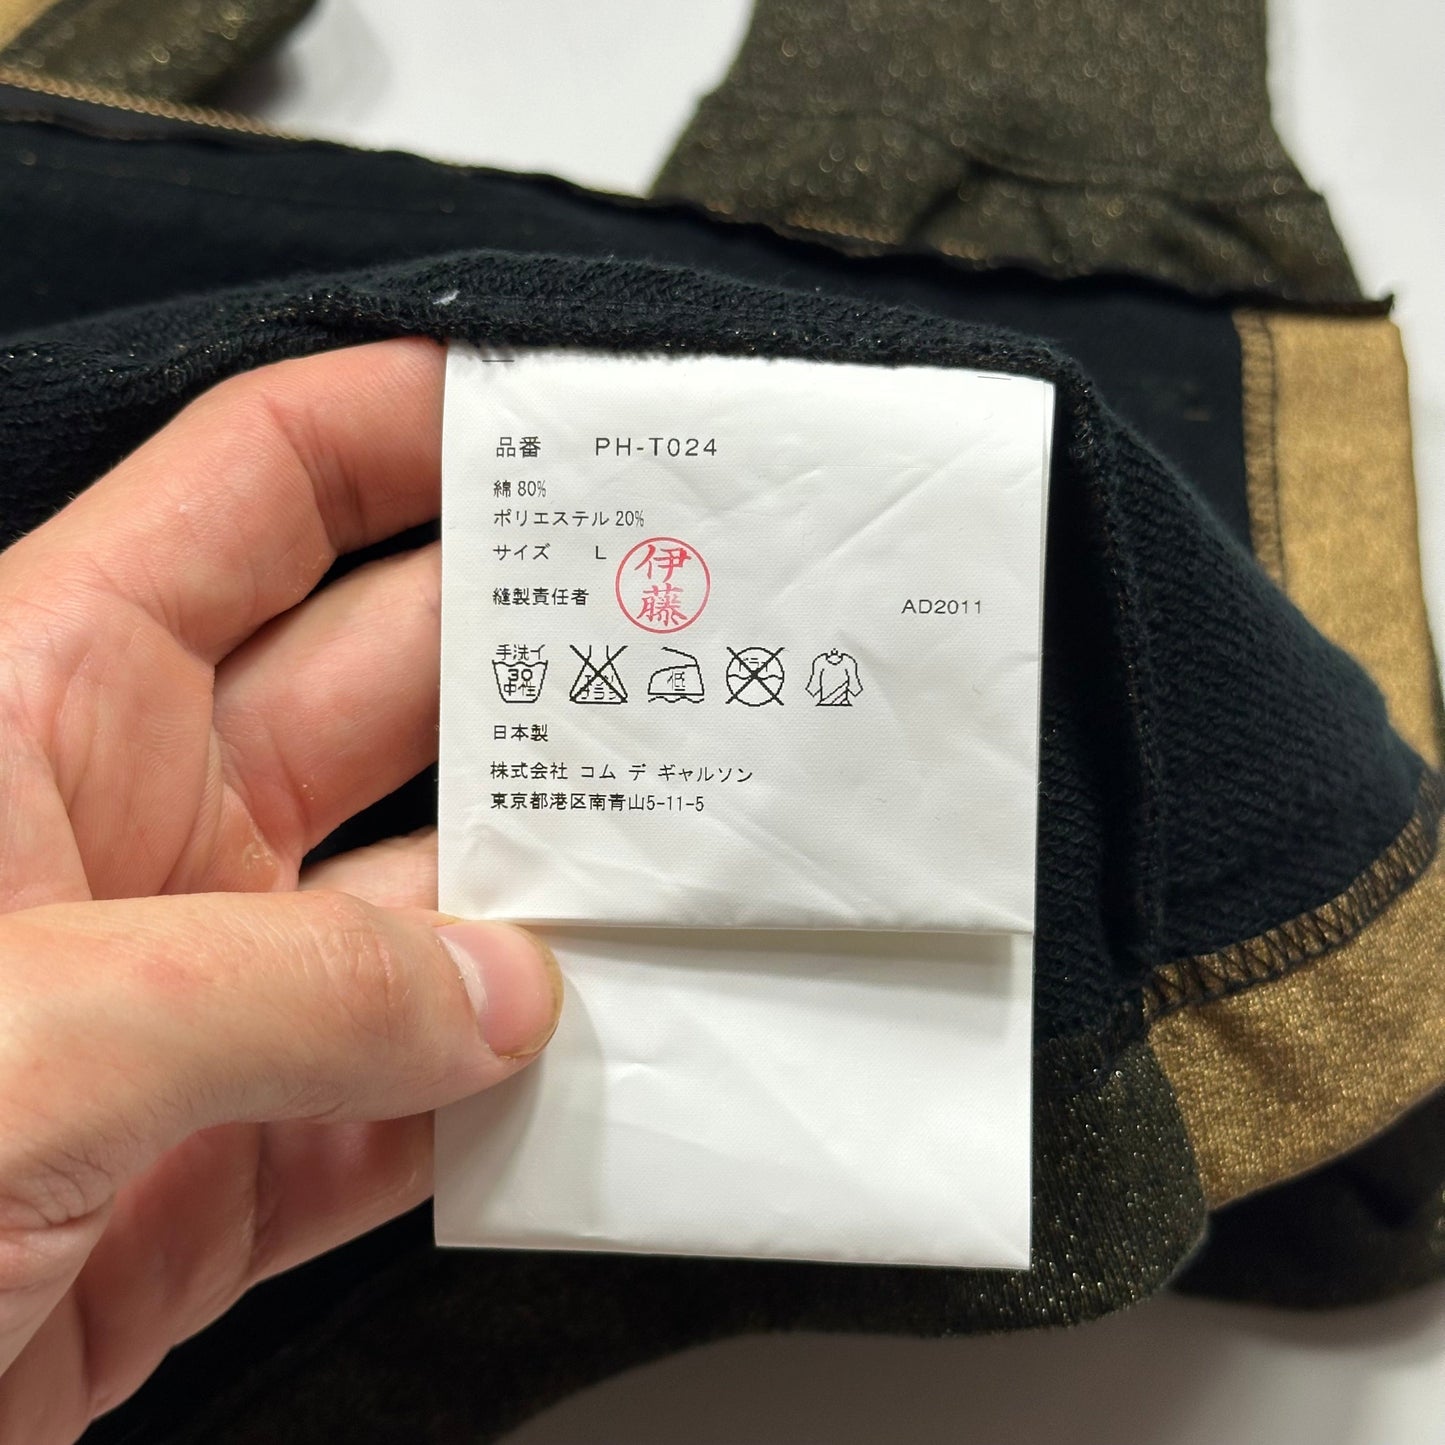 品番 PH-T024
綿 80%
ポリエステル 20%
サイズ L
伊藤
縫製責任者
AD2011
手洗イ
30
中性
低
ドライ
日本製
株式会社 コム デ ギャルソン
東京都港区南青山5-11-5